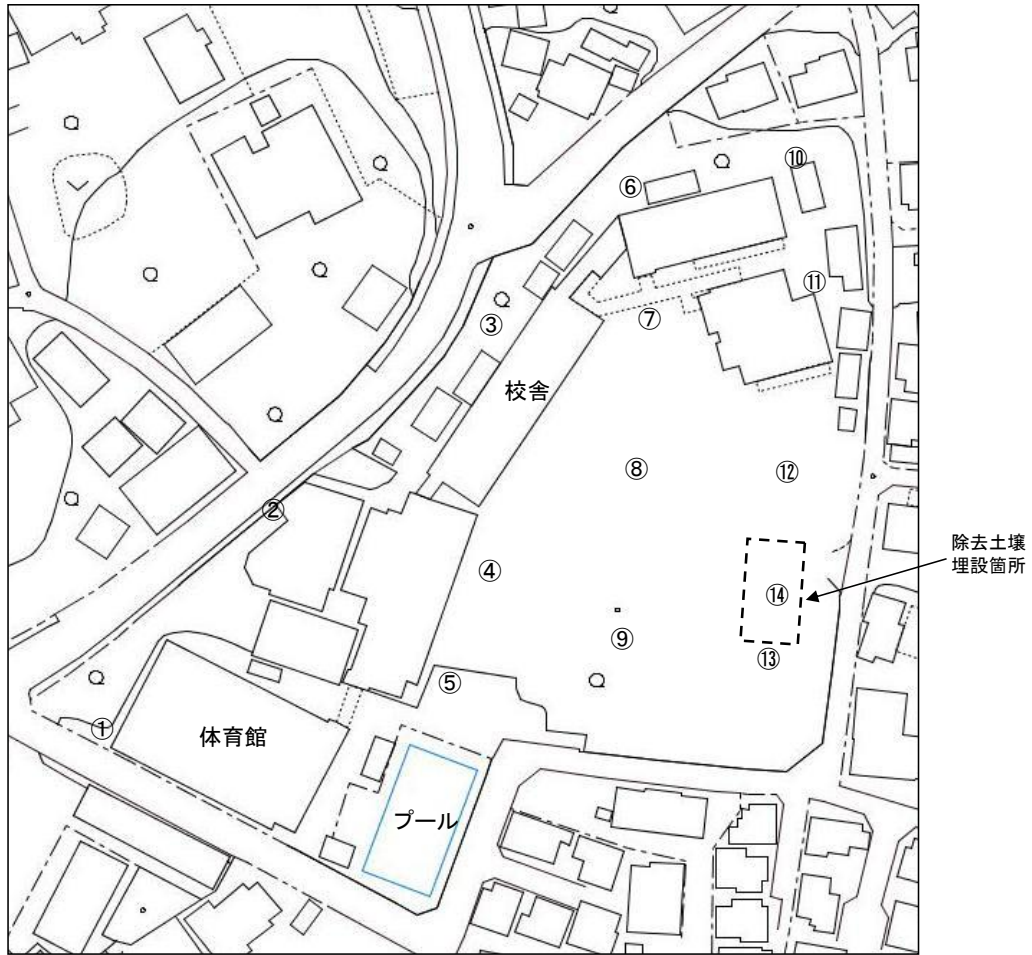 ⑩
⑥
⑪
③
⑦
校舎
⑧
⑫
②
除去土壌
埋設箇所
④
⑭
⑨
⑬
⑤
①
体育館
プール